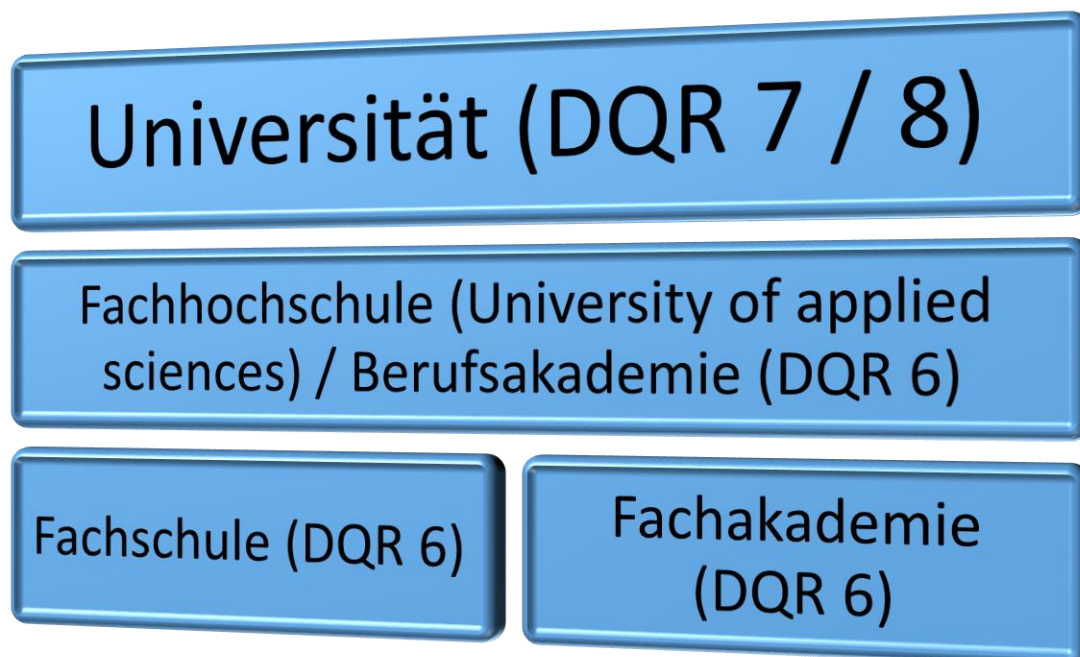 Universität (DQR 7 / 8)
Fachhochschule (University of applied
sciences) / Berufsakademie (DQR 6)
Fachschule (DQR 6)
Fachakademie
(DQR 6)